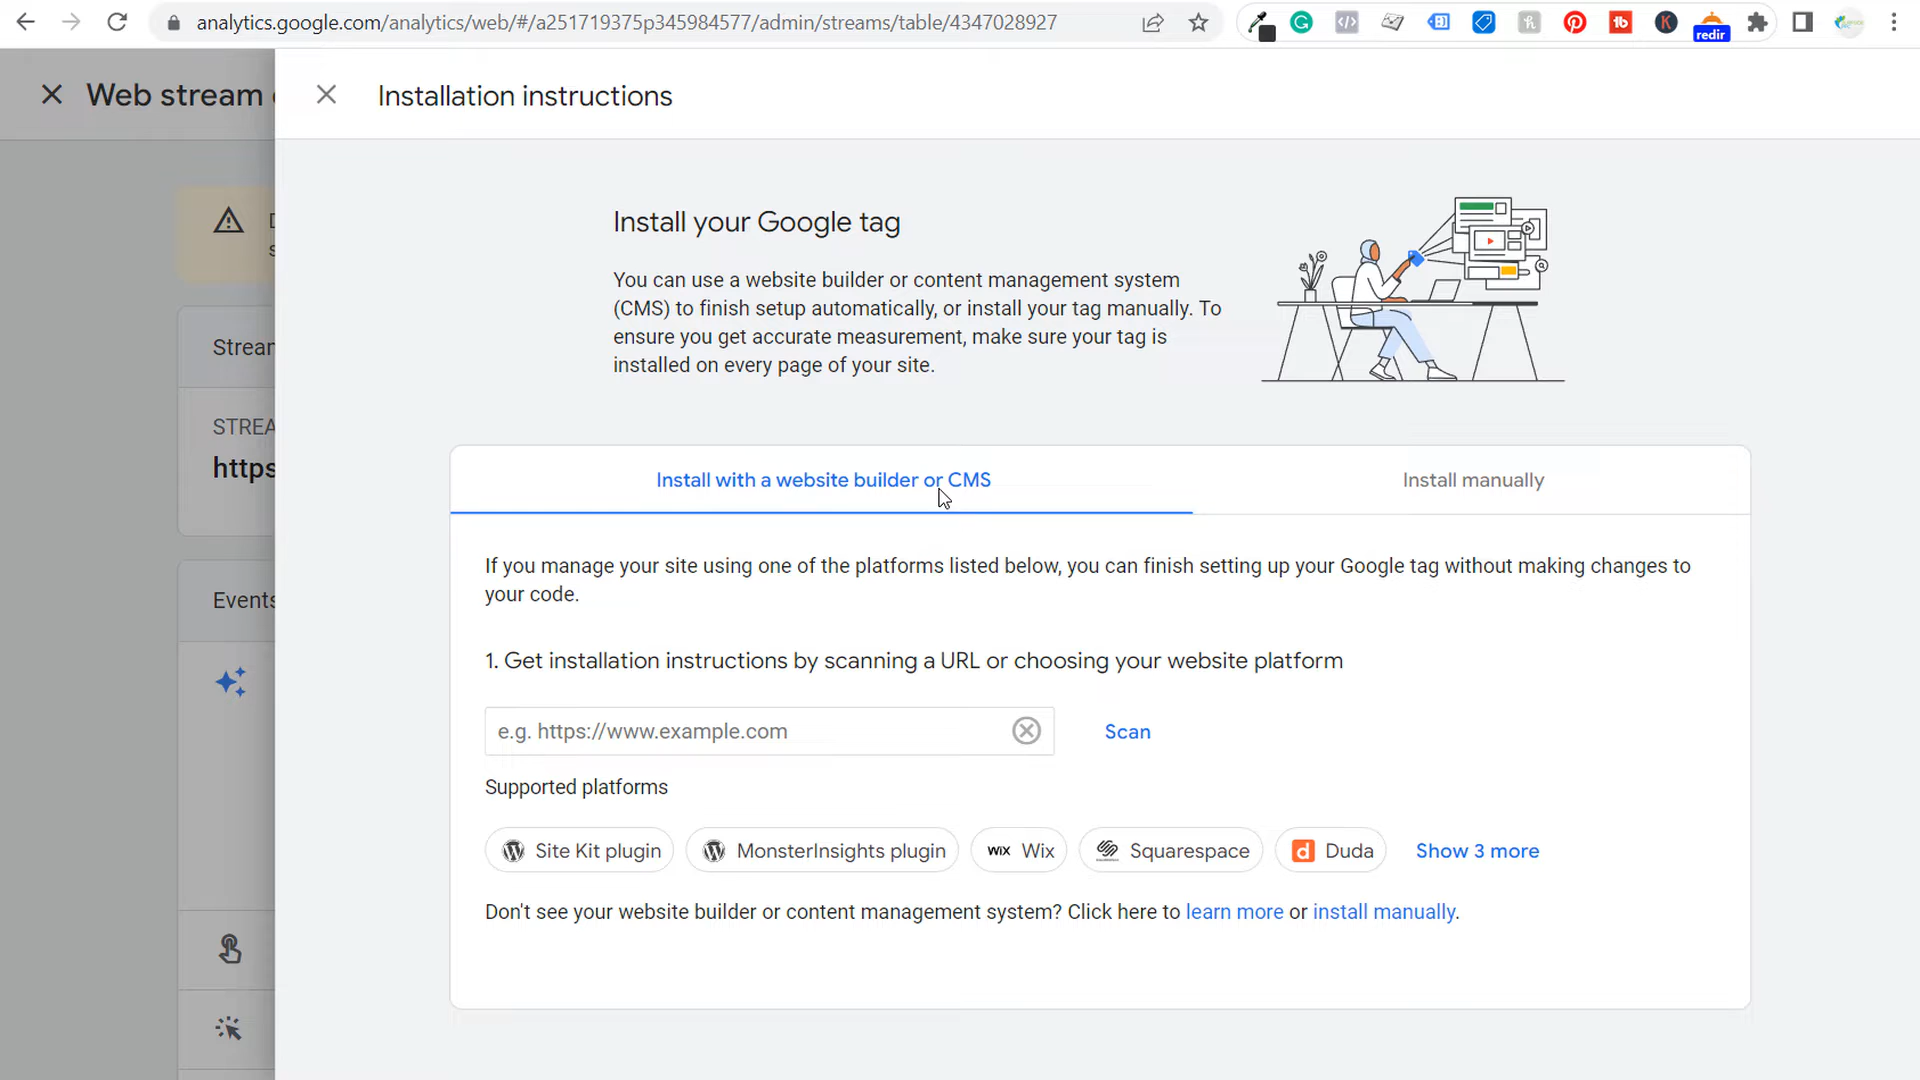 analytics.google.com/analytics/web/#/a251719375p345984577/admin/streams/table/4347028927
redir
Web stream
Installation instructions
Install your Google tag
You can use a website builder or content management system
(CMS) to finish setup automatically, or install your tag manually. To
ensure you get accurate measurement, make sure your tag is
installed on every page of your site.
Strear
STREA
https
Events
Install with a website builder or CMS
Install manually
If you manage your site using one of the platforms listed below, you can finish setting up your Google tag without making changes to
your code.
1. Get installation instructions by scanning a URL or choosing your website platform
e.g. https://www.example.com
Scan
Supported platforms
Site Kit plugin
MonsterInsights plugin
WiX Wix
Squarespace
d Duda
Show 3 more
Don't see your website builder or content management system? Click here to learn more or install manually.